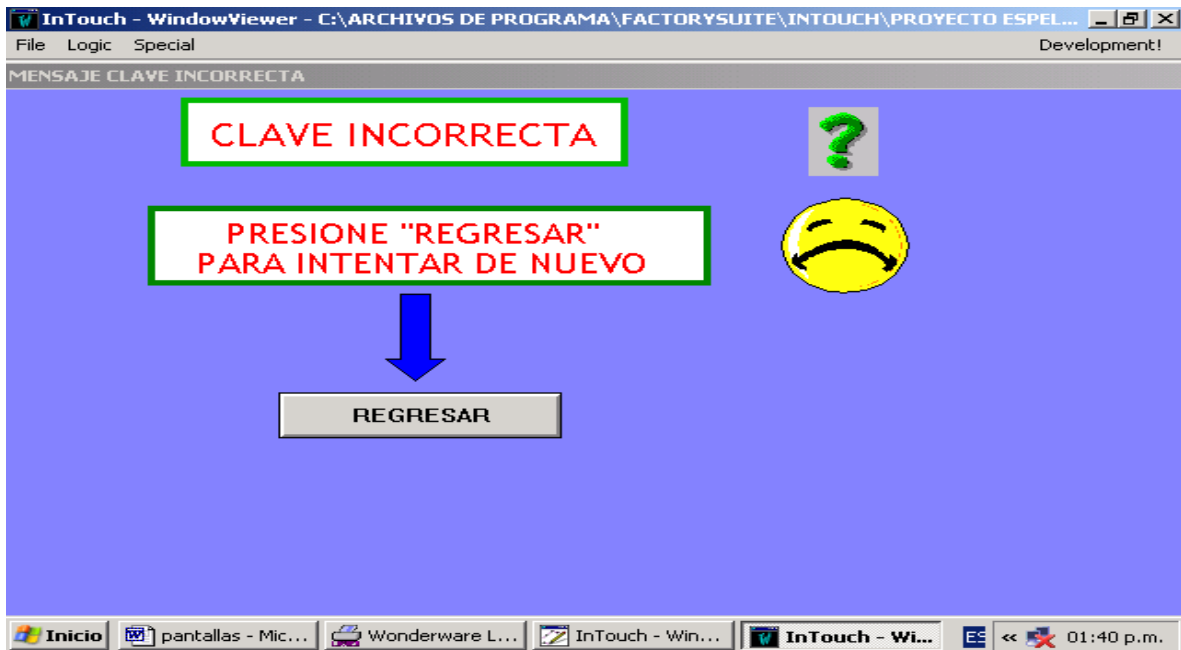 InTouch - WindowViewer - C:\ARCHIVOS DE PROGRAMA\FACTORYSUITE\INTOUCH\PROYECTO ESPEL...
File Logic Special Development!
MENSAJE CLAVE INCORRECTA
CLAVE INCORRECTA
?
PRESIONE "REGRESAR"
PARA INTENTAR DE NUEVO
REGRESAR
Inicio pantallas - Mic... Wonderware L... InTouch - Win... InTouch - Wi... ES « 01:40 p.m.